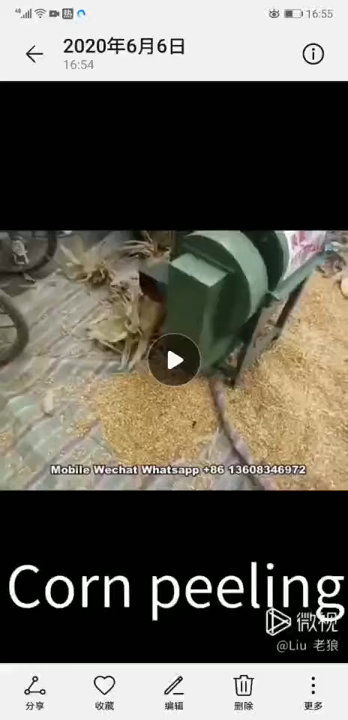 16:55
2020年6月6日
16:54
Mobile Wechat Whatsapp +86 13608346972
Corn peeling
微视
@Liu 老狼
分享 收藏 编辑 删除 更多